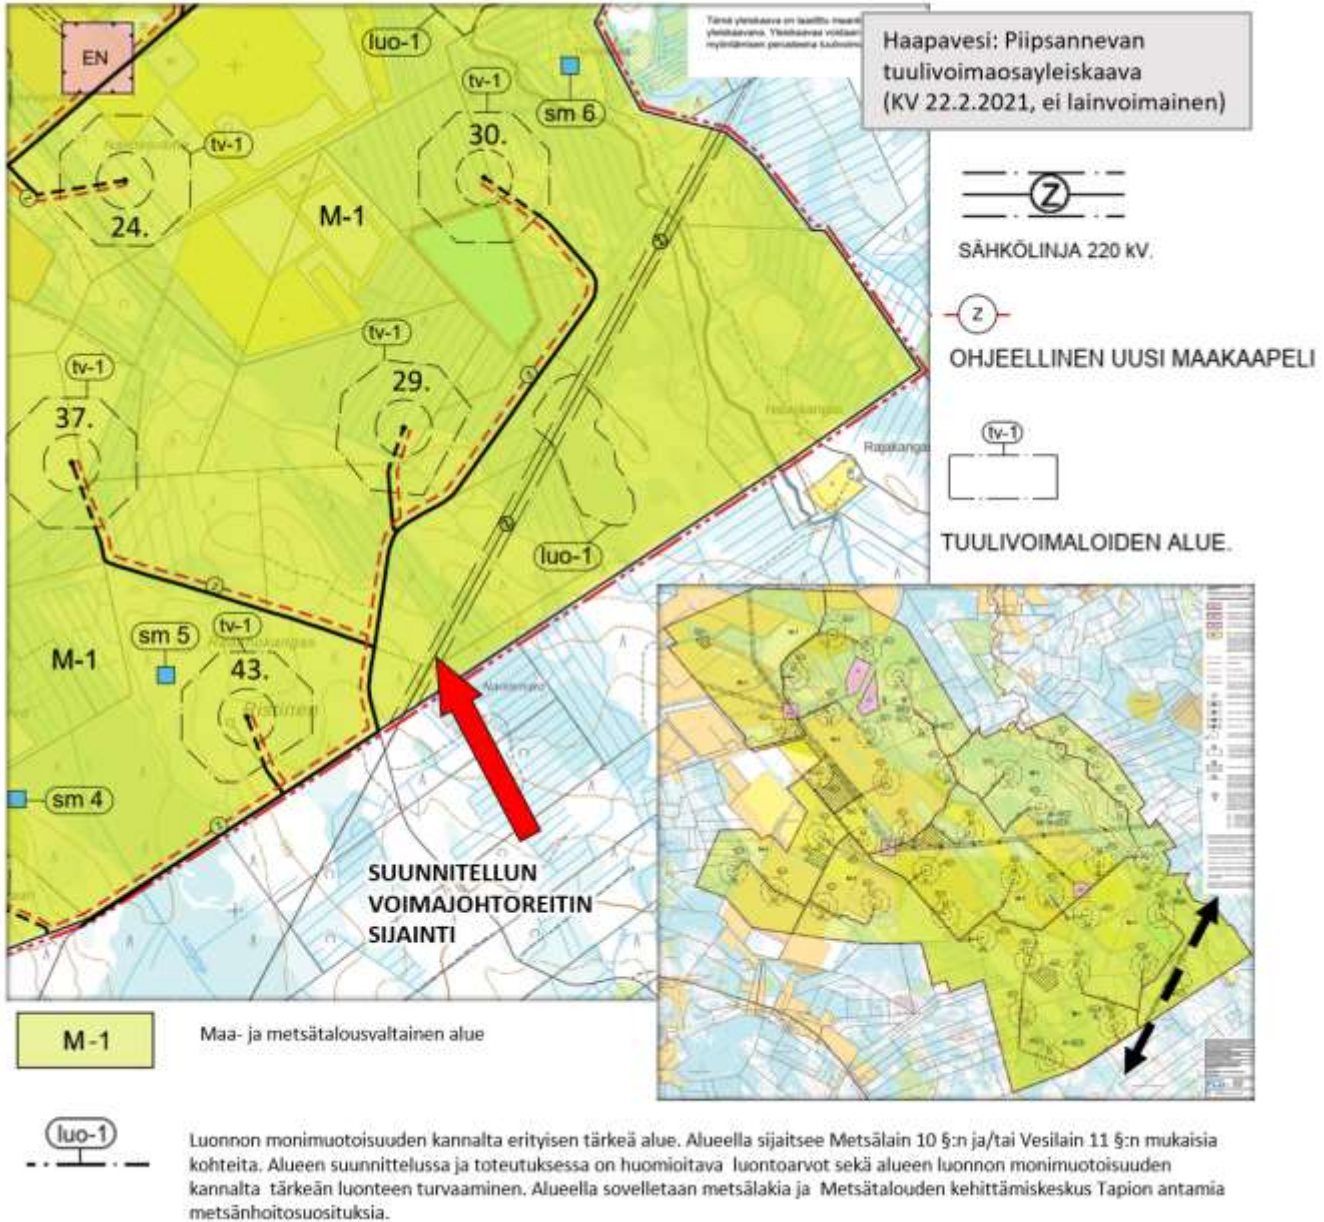 Haapavesi: Piipsannevan
tuulivoimaosayleiskaava
(KV 22.2.2021, ei lainvoimainen)
EN
luo-1
tv-1
30.
sm 6
tv-1
24.
M-1
Z
SÄHKÖLINJA 220 kV.
Z
OHJEELLINEN UUSI MAAKAAPELI
tv-1
TUULIVOIMALOIDEN ALUE.
tv-1
29.
tv-1
37.
Rajakangas
luo-1
sm 5
tv-1
43.
M-1
Ristinen
sm 4
SUUNNITELLUN
VOIMAJOHTOREITIN
SIJAINTI
M-1
Maa- ja metsätalousvaltainen alue
luo-1
Luonnon monimuotoisuuden kannalta erityisen tärkeä alue. Alueella sijaitsee Metsälain 10 §:n ja/tai Vesilain 11 §:n mukaisia
kohteita. Alueen suunnittelussa ja toteutuksessa on huomioitava luontoarvot sekä alueen luonnon monimuotoisuuden
kannalta tärkeän luonteen turvaaminen. Alueella sovelletaan metsälakia ja Metsätalouden kehittämiskeskus Tapion antamia
metsänhoitosuosituksia.